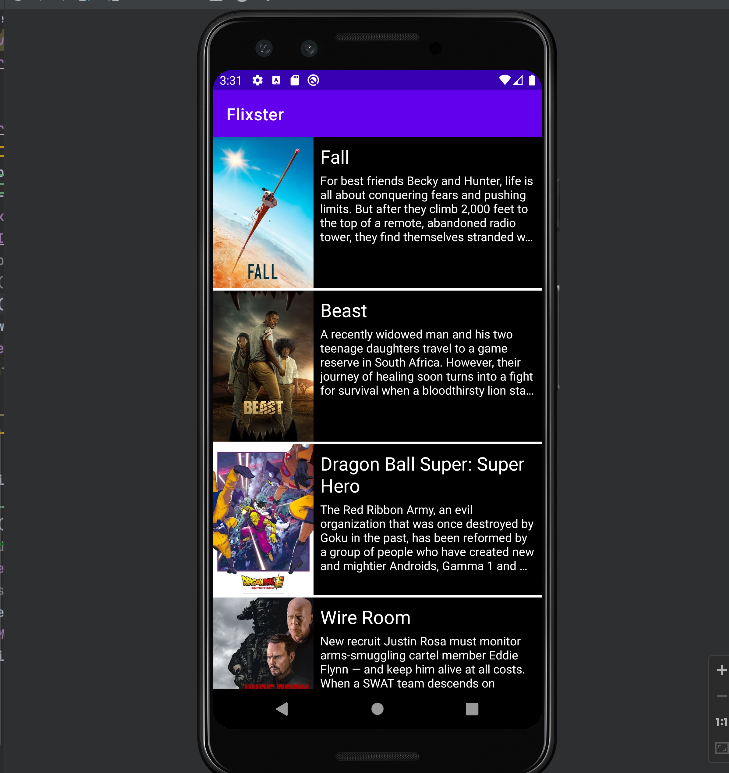 3:31
Flixster
Fall
For best friends Becky and Hunter, life is
all about conquering fears and pushing
limits. But after they climb 2,000 feet to
the top of a remote, abandoned radio
tower, they find themselves stranded w…
FALL
Beast
A recently widowed man and his two
teenage daughters travel to a game
reserve in South Africa. However, their
journey of healing soon turns into a fight
for survival when a bloodthirsty lion sta…
BEAST
Dragon Ball Super: Super
Hero
The Red Ribbon Army, an evil
organization that was once destroyed by
Goku in the past, has been reformed by
a group of people who have created new
and mightier Androids, Gamma 1 and …
Wire Room
New recruit Justin Rosa must monitor
arms-smuggling cartel member Eddie
Flynn — and keep him alive at all costs.
When a SWAT team descends on
1:1